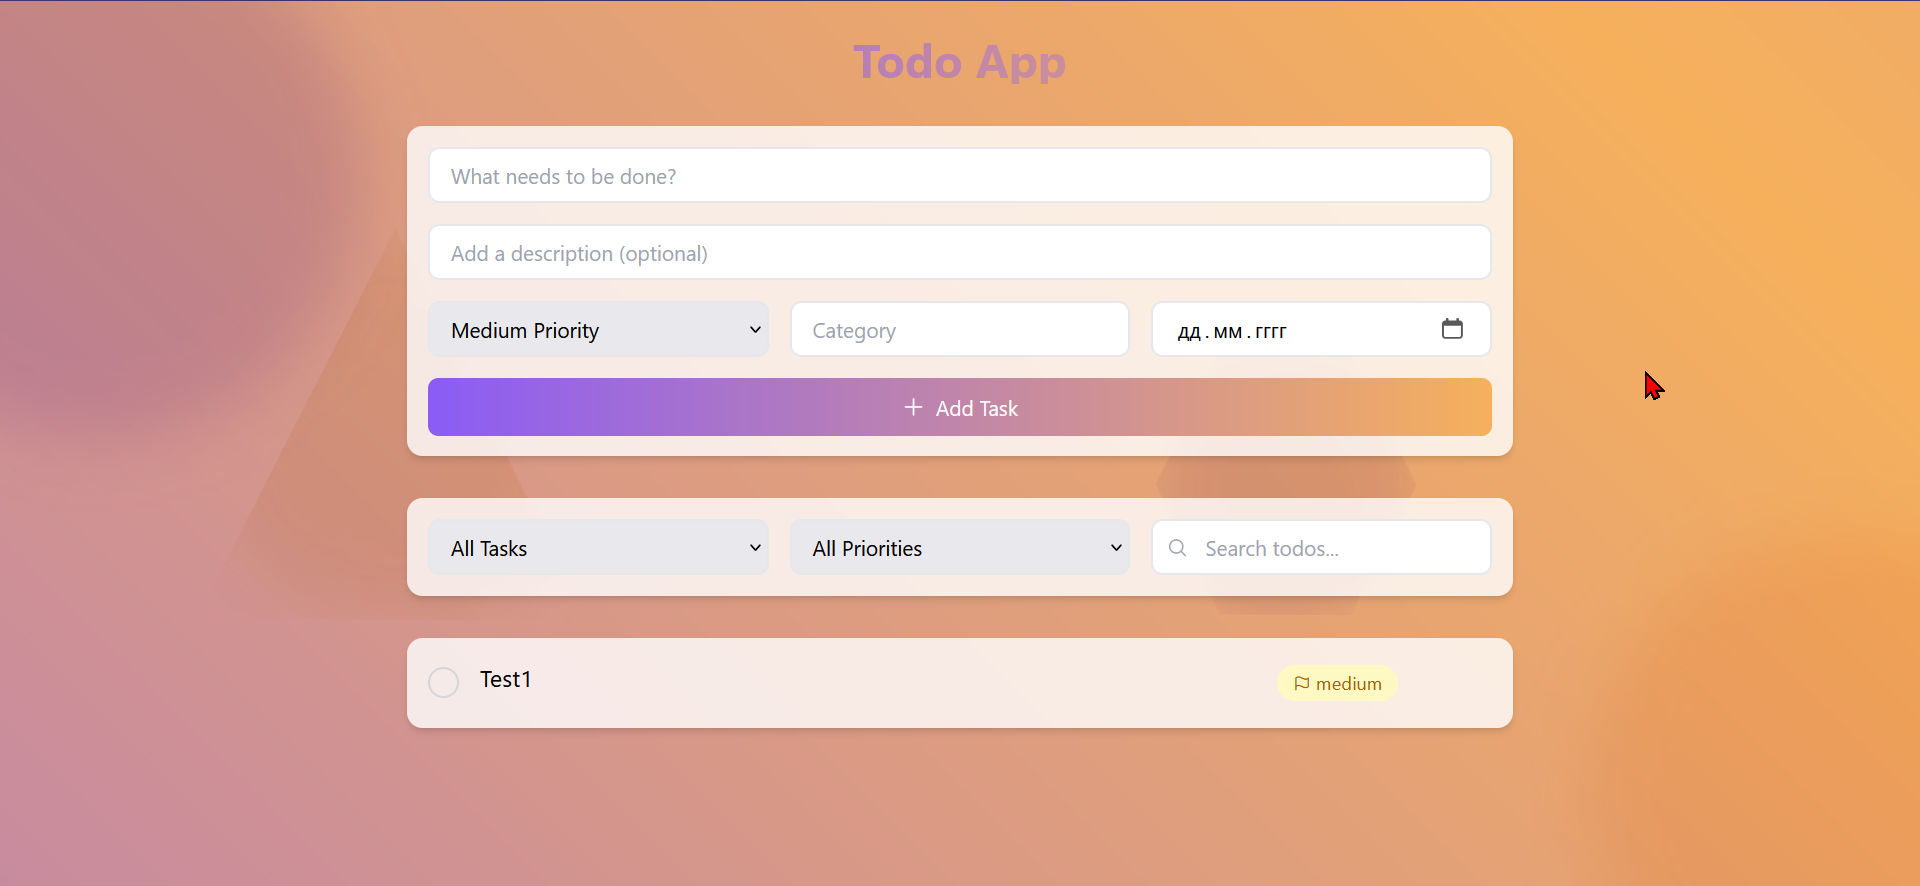 Todo App
What needs to be done?
Add a description (optional)
Medium Priority Category дд.мм.гггг
Add Task
All Tasks All Priorities Search todos...
Test1 medium